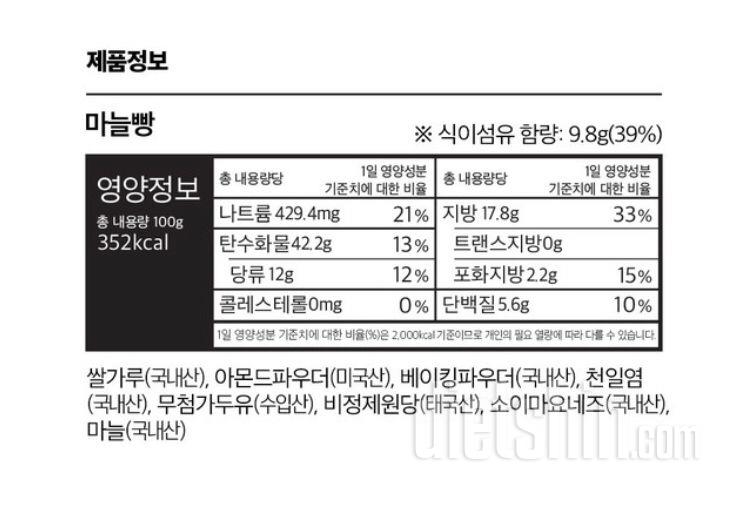 제품정보
마늘빵
※ 식이섬유 함량: 9.8g(39%)
영양정보
총 내용량 100g
352kcal
총 내용량당 1일 영양성분 기준치에 대한 비율
나트륨 429.4mg 21%
탄수화물 42.2g 13%
당류 12g 12%
콜레스테롤 0mg 0%
총 내용량당 1일 영양성분 기준치에 대한 비율
지방 17.8g 33%
트랜스지방 0g
포화지방 2.2g 15%
단백질 5.6g 10%
1일 영양성분 기준치에 대한 비율(%)은 2,000kcal 기준이므로 개인의 필요 열량에 따라 다를 수 있습니다.
쌀가루(국내산), 아몬드파우더(미국산), 베이킹파우더(국내산), 천일염
(국내산), 무첨가두유(수입산), 비정제원당(태국산), 소이마요네즈(국내산),
마늘(국내산)
dietshin.com